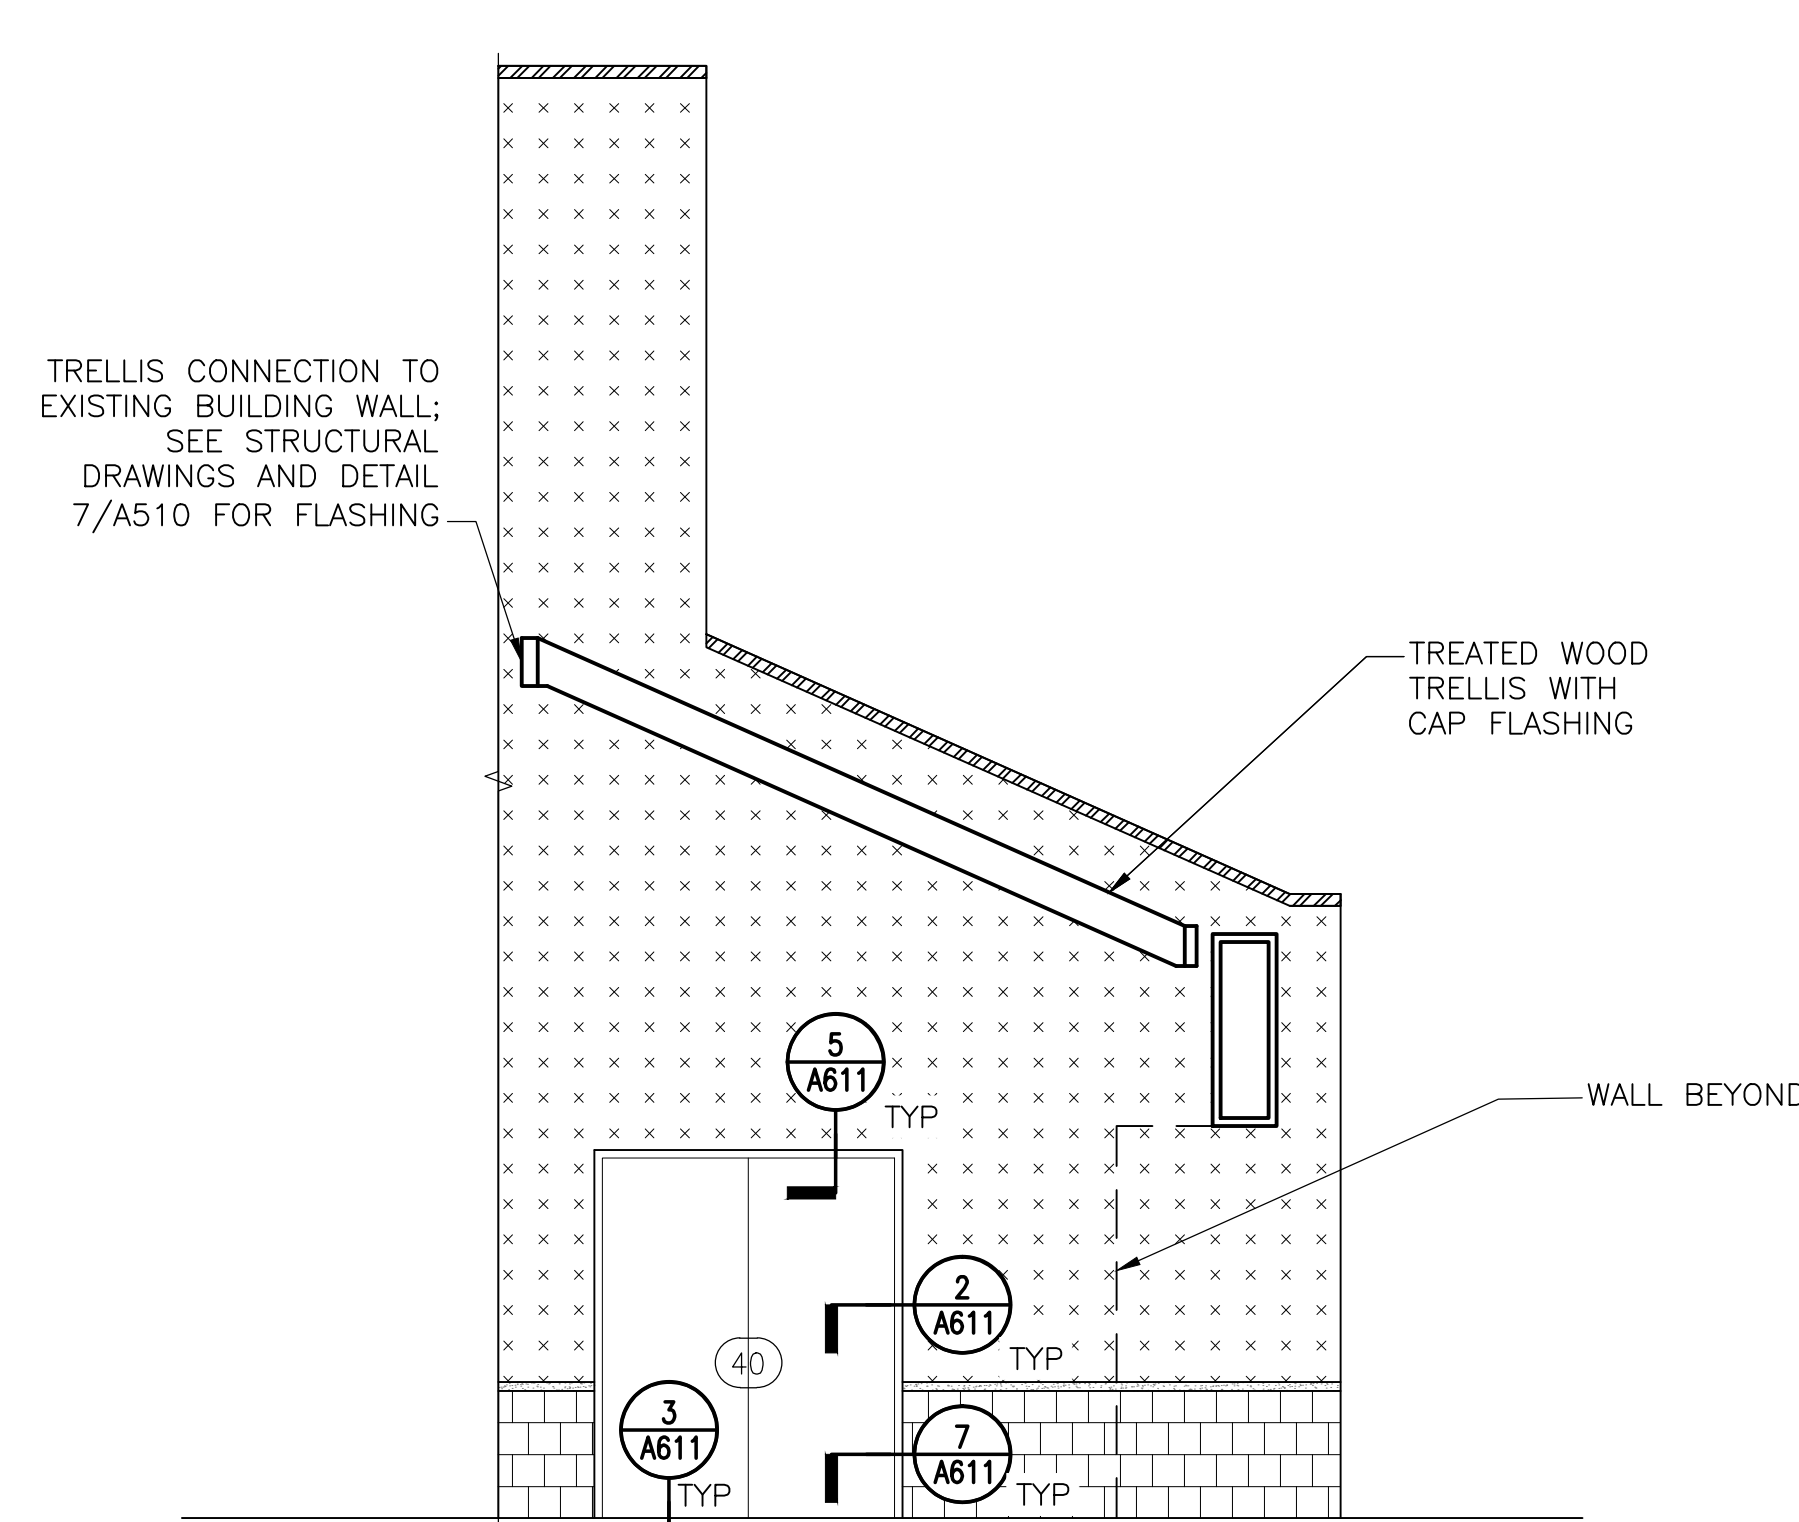 TRELLIS CONNECTION TO
EXISTING BUILDING WALL;
SEE STRUCTURAL
DRAWINGS AND DETAIL
7/A510 FOR FLASHING
TREATED WOOD
TRELLIS WITH
CAP FLASHING
5
A611
TYP
WALL BEYOND
2
A611
TYP
40
3
A611
TYP
7
A611
TYP